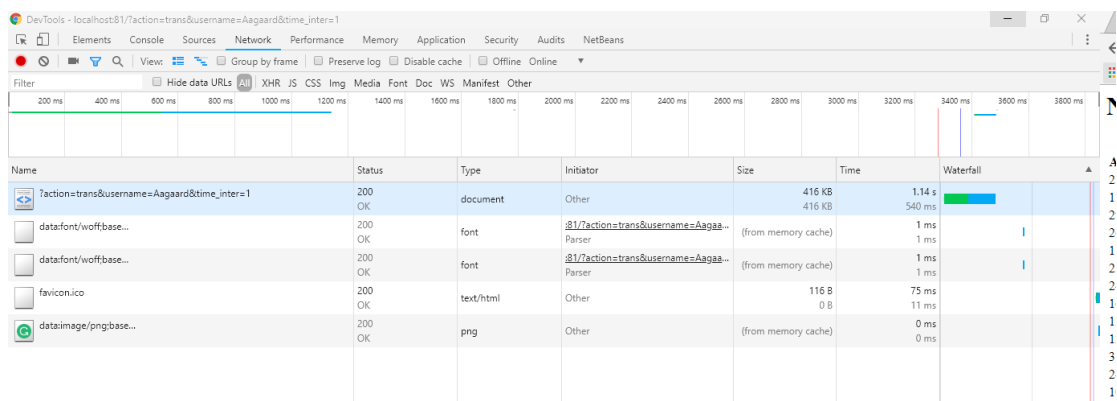 DevTools - localhost:81/?action=trans&username=Aagaard&time_inter=1
Elements Console Sources Network Performance Memory Application Security Audits NetBeans
View: Group by frame Preserve log Disable cache Offline Online
Filter Hide data URLs All XHR JS CSS Img Media Font Doc WS Manifest Other
200 ms 400 ms 600 ms 800 ms 1000 ms 1200 ms 1400 ms 1600 ms 1800 ms 2000 ms 2200 ms 2400 ms 2600 ms 2800 ms 3000 ms 3200 ms 3400 ms 3600 ms 3800 ms
Name Status Type Initiator Size Time Waterfall
?action=trans&username=Aagaard&time_inter=1 200 document Other 416 KB 1.14 s
OK 416 KB 540 ms
data:font/woff;base... 200 font :81/?action=trans&username=Aagaa... (from memory cache) 1 ms
OK Parser 1 ms
data:font/woff;base... 200 font :81/?action=trans&username=Aagaa... (from memory cache) 1 ms
OK Parser 1 ms
favicon.ico 200 text/html Other 116 B 75 ms
OK 0 B 11 ms
data:image/png;base... 200 png Other (from memory cache) 0 ms
OK 0 ms